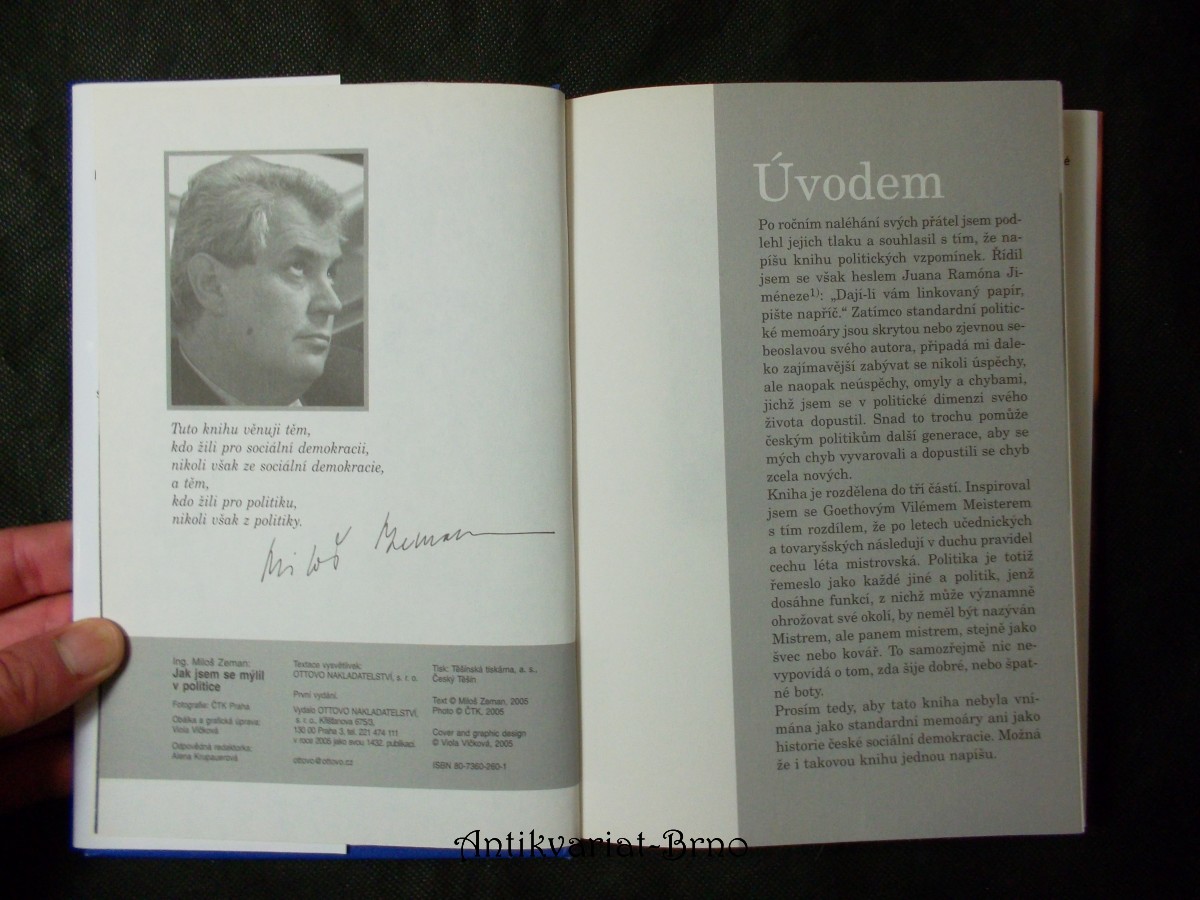 Tuto knihu věnuji těm,
kdo žili pro sociální demokracii,
nikoli však ze sociální demokracie,
a těm,
kdo žili pro politiku,
nikoli však z politiky.
Miloš Zeman
Ing. Miloš Zeman:
Jak jsem se mýlil
v politice
Fotografie: ČTK Praha
Obálka a grafická úprava:
Viola Vlčková
Odpovědná redaktorka:
Alena Krupauerová
Textace vysvětlivek:
OTTOVO NAKLADATELSTVÍ, s. r. o.
První vydání.
Vydalo OTTOVO NAKLADATELSTVÍ,
s. r. o., Křišťanova 675/3,
130 00 Praha 3, tel. 221 474 111
v roce 2005 jako svou 1432. publikaci.
ottovo@ottovo.cz
Tisk: Těšínská tiskárna, a. s.,
Český Těšín
Text © Miloš Zeman, 2005
Photo © ČTK, 2005
Cover and graphic design
© Viola Vlčková, 2005
ISBN 80-7360-260-1
Úvodem
Po ročním naléhání svých přátel jsem pod-
lehl jejich tlaku a souhlasil s tím, že na-
píšu knihu politických vzpomínek. Řídil
jsem se však heslem Juana Ramóna Ji-
méneze1): „Dají-li vám linkovaný papír,
pište napříč.“ Zatímco standardní politic-
ké memoáry jsou skrytou nebo zjevnou se-
beoslavou svého autora, připadá mi dale-
ko zajímavější zabývat se nikoli úspěchy,
ale naopak neúspěchy, omyly a chybami,
jichž jsem se v politické dimenzi svého
života dopustil. Snad to trochu pomůže
českým politikům další generace, aby se
mých chyb vyvarovali a dopustili se chyb
zcela nových.
Kniha je rozdělena do tří částí. Inspiroval
jsem se Goethovým Vilémem Meisterem
s tím rozdílem, že po letech učednických
a tovaryšských následují v duchu pravidel
cechu léta mistrovská. Politika je totiž
řemeslo jako každé jiné a politik, jenž
dosáhne funkcí, z nichž může významně
ohrožovat své okolí, by neměl být nazýván
Mistrem, ale panem mistrem, stejně jako
švec nebo kovář. To samozřejmě nic ne-
vypovídá o tom, zda šije dobré, nebo špat-
né boty.
Prosím tedy, aby tato kniha nebyla vní-
mána jako standardní memoáry ani jako
historie české sociální demokracie. Možná
že i takovou knihu jednou napíšu.
é
Antikvariat-Brno